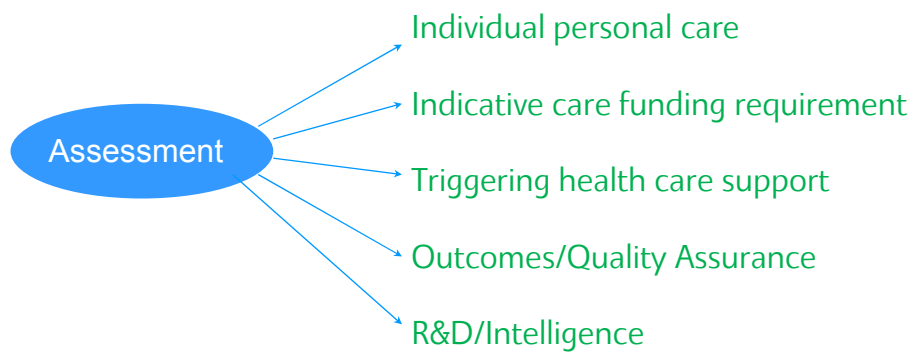 Individual personal care
Indicative care funding requirement
Assessment
Triggering health care support
Outcomes/Quality Assurance
R&D/Intelligence